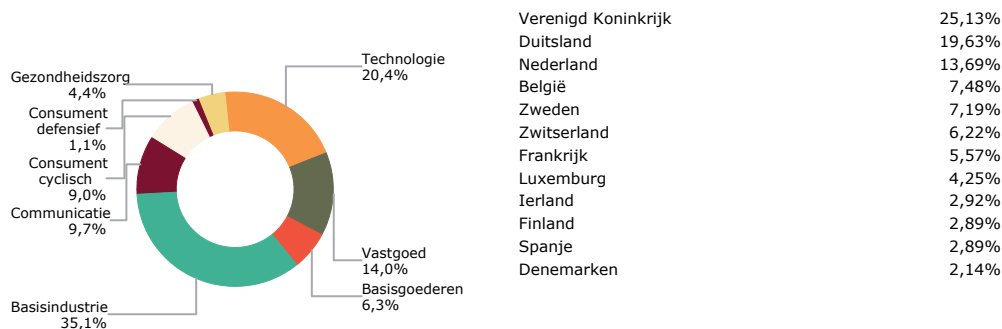 Gezondheidszorg
4,4%
Consument
defensief
1,1%
Consument
cyclisch
9,0%
Communicatie
9,7%
Basisindustrie
35,1%
Technologie
20,4%
Vastgoed
14,0%
Basisgoederen
6,3%
Verenigd Koninkrijk 25,13%
Duitsland 19,63%
Nederland 13,69%
België 7,48%
Zweden 7,19%
Zwitserland 6,22%
Frankrijk 5,57%
Luxemburg 4,25%
Ierland 2,92%
Finland 2,89%
Spanje 2,89%
Denemarken 2,14%